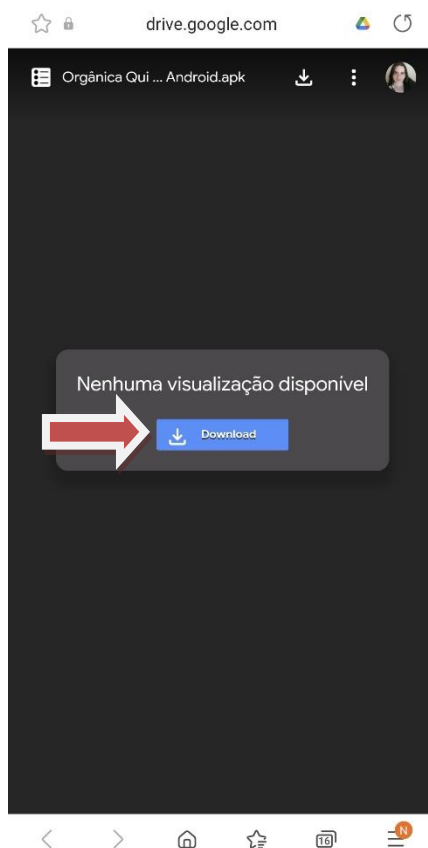 drive.google.com
Orgânica Qui ... Android.apk
Nenhuma visualização disponível
Download
16
N